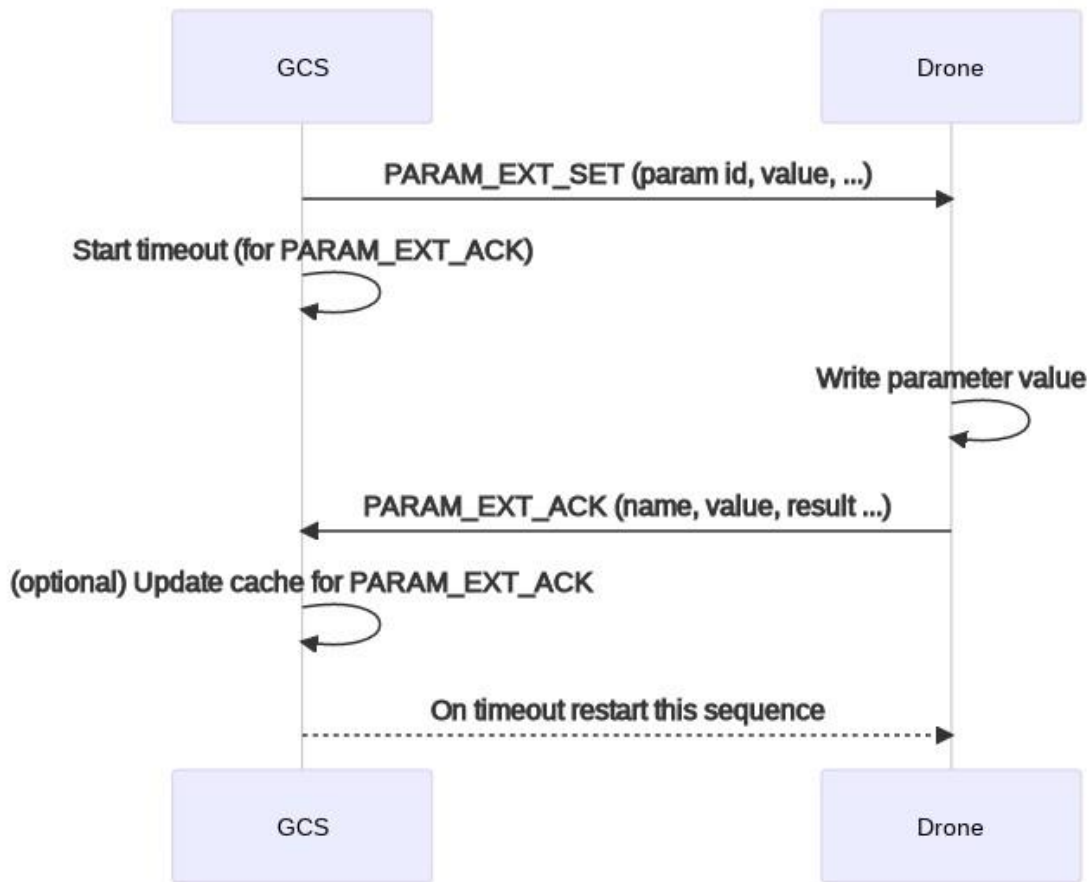 GCS
Drone
PARAM_EXT_SET (param id, value, ...)
Start timeout (for PARAM_EXT_ACK)
Write parameter value
PARAM_EXT_ACK (name, value, result ...)
(optional) Update cache for PARAM_EXT_ACK
On timeout restart this sequence
GCS
Drone